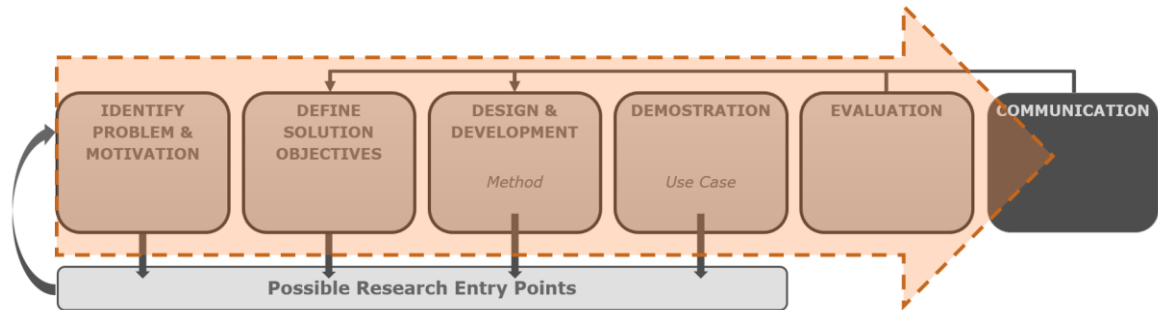 IDENTIFY
PROBLEM &
MOTIVATION
DEFINE
SOLUTION
OBJECTIVES
DESIGN &
DEVELOPMENT
Method
DEMOSTRATION
Use Case
EVALUATION
COMMUNICATION
Possible Research Entry Points